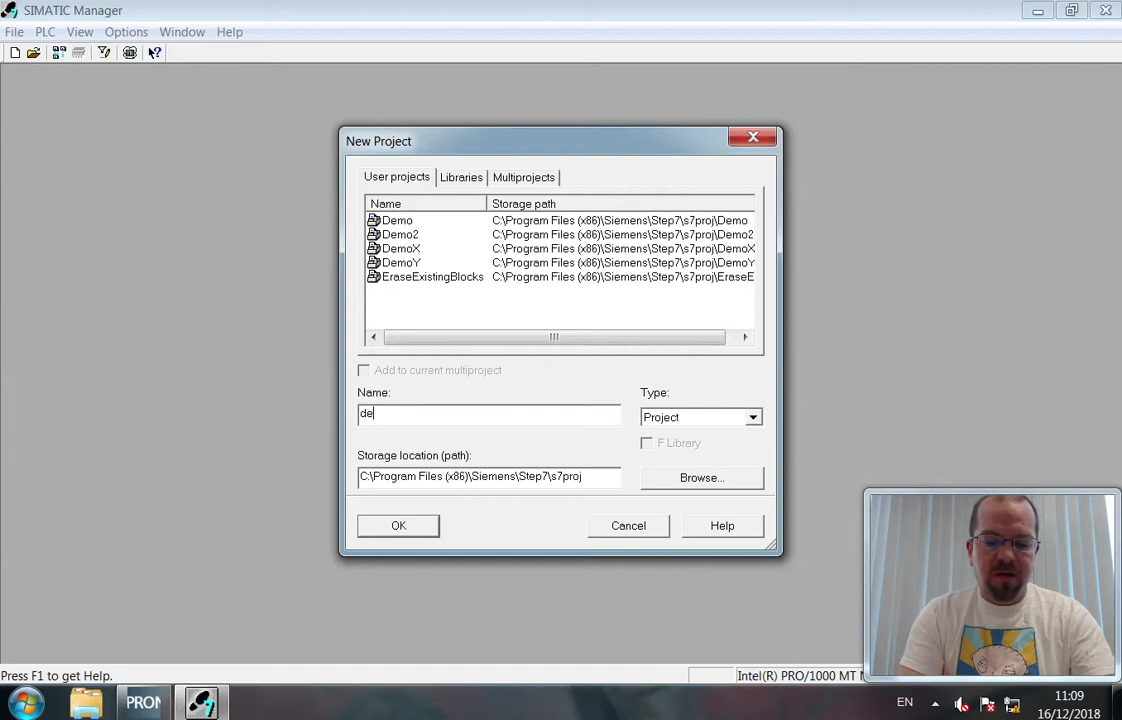 SIMATIC Manager
File PLC View Options Window Help
New Project
User projects Libraries Multiprojects
Name Storage path
Demo C:\Program Files (x86)\Siemens\Step7\s7proj\Demo
Demo2 C:\Program Files (x86)\Siemens\Step7\s7proj\Demo2
DemoX C:\Program Files (x86)\Siemens\Step7\s7proj\DemoX
DemoY C:\Program Files (x86)\Siemens\Step7\s7proj\DemoY
EraseExistingBlocks C:\Program Files (x86)\Siemens\Step7\s7proj\EraseE
Add to current multiproject
Name: Type:
de Project
F Library
Storage location (path):
C:\Program Files (x86)\Siemens\Step7\s7proj Browse...
OK Cancel Help
Press F1 to get Help. Intel(R) PRO/1000 MT N
PRON EN 11:09
16/12/2018